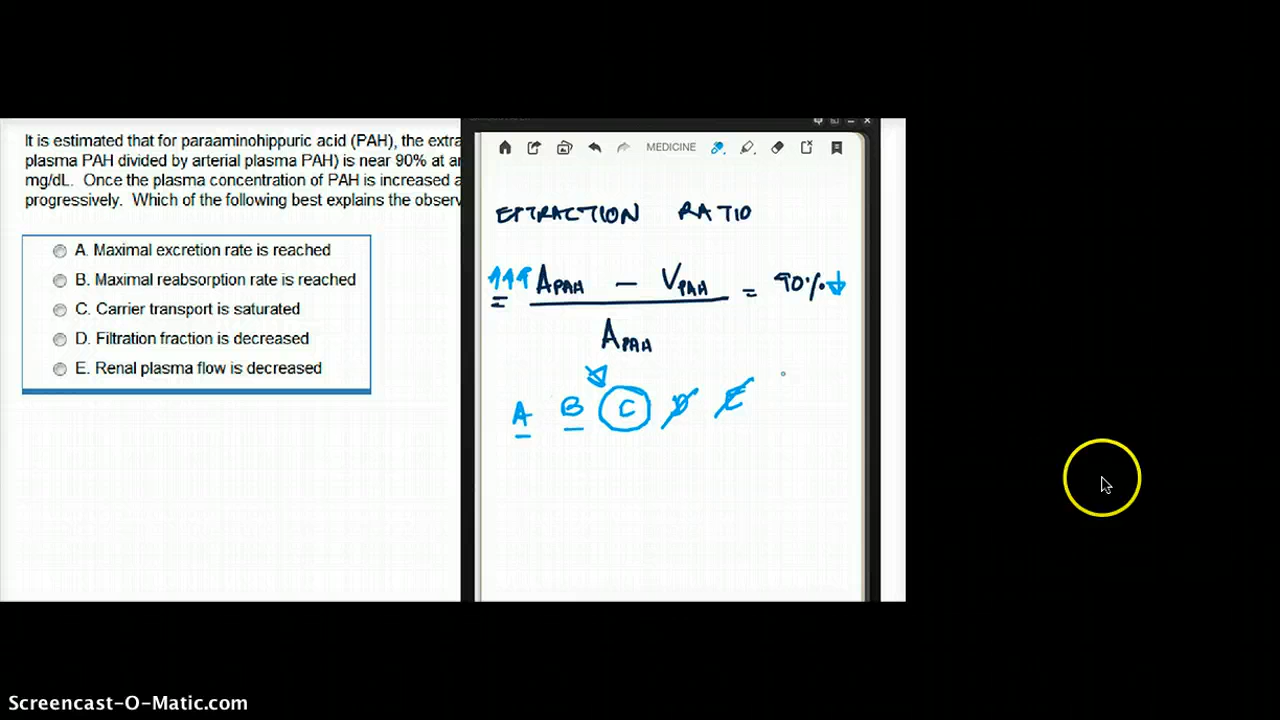 It is estimated that for paraaminohippuric acid (PAH), the extra
plasma PAH divided by arterial plasma PAH) is near 90% at ar
mg/dL. Once the plasma concentration of PAH is increased a
progressively. Which of the following best explains the observ
A. Maximal excretion rate is reached
B. Maximal reabsorption rate is reached
C. Carrier transport is saturated
D. Filtration fraction is decreased
E. Renal plasma flow is decreased
MEDICINE
EXTRACTION RATIO
↑↑↑ A PAH – V PAH = 90% ↓
A PAH
A B C D E
Screencast-O-Matic.com